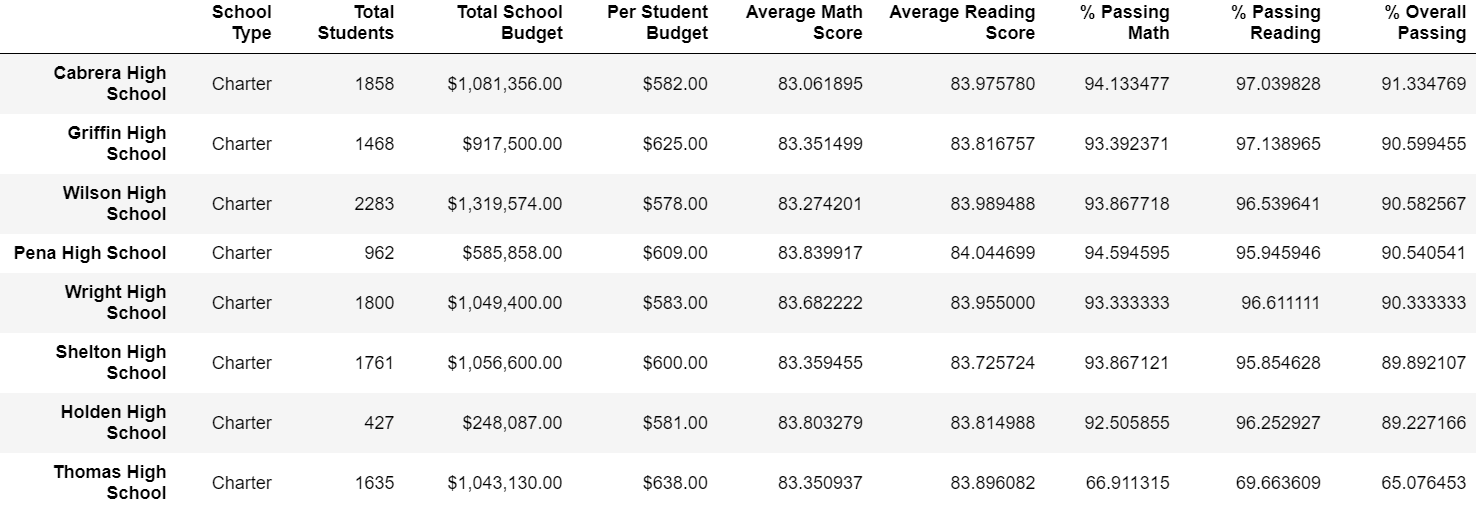 School Total Total School Per Student Average Math Average Reading % Passing % Passing % Overall
Type Students Budget Budget Score Score Math Reading Passing
Cabrera High
School Charter 1858 $1,081,356.00 $582.00 83.061895 83.975780 94.133477 97.039828 91.334769
Griffin High
School Charter 1468 $917,500.00 $625.00 83.351499 83.816757 93.392371 97.138965 90.599455
Wilson High
School Charter 2283 $1,319,574.00 $578.00 83.274201 83.989488 93.867718 96.539641 90.582567
Pena High School Charter 962 $585,858.00 $609.00 83.839917 84.044699 94.594595 95.945946 90.540541
Wright High
School Charter 1800 $1,049,400.00 $583.00 83.682222 83.955000 93.333333 96.611111 90.333333
Shelton High
School Charter 1761 $1,056,600.00 $600.00 83.359455 83.725724 93.867121 95.854628 89.892107
Holden High
School Charter 427 $248,087.00 $581.00 83.803279 83.814988 92.505855 96.252927 89.227166
Thomas High
School Charter 1635 $1,043,130.00 $638.00 83.350937 83.896082 66.911315 69.663609 65.076453